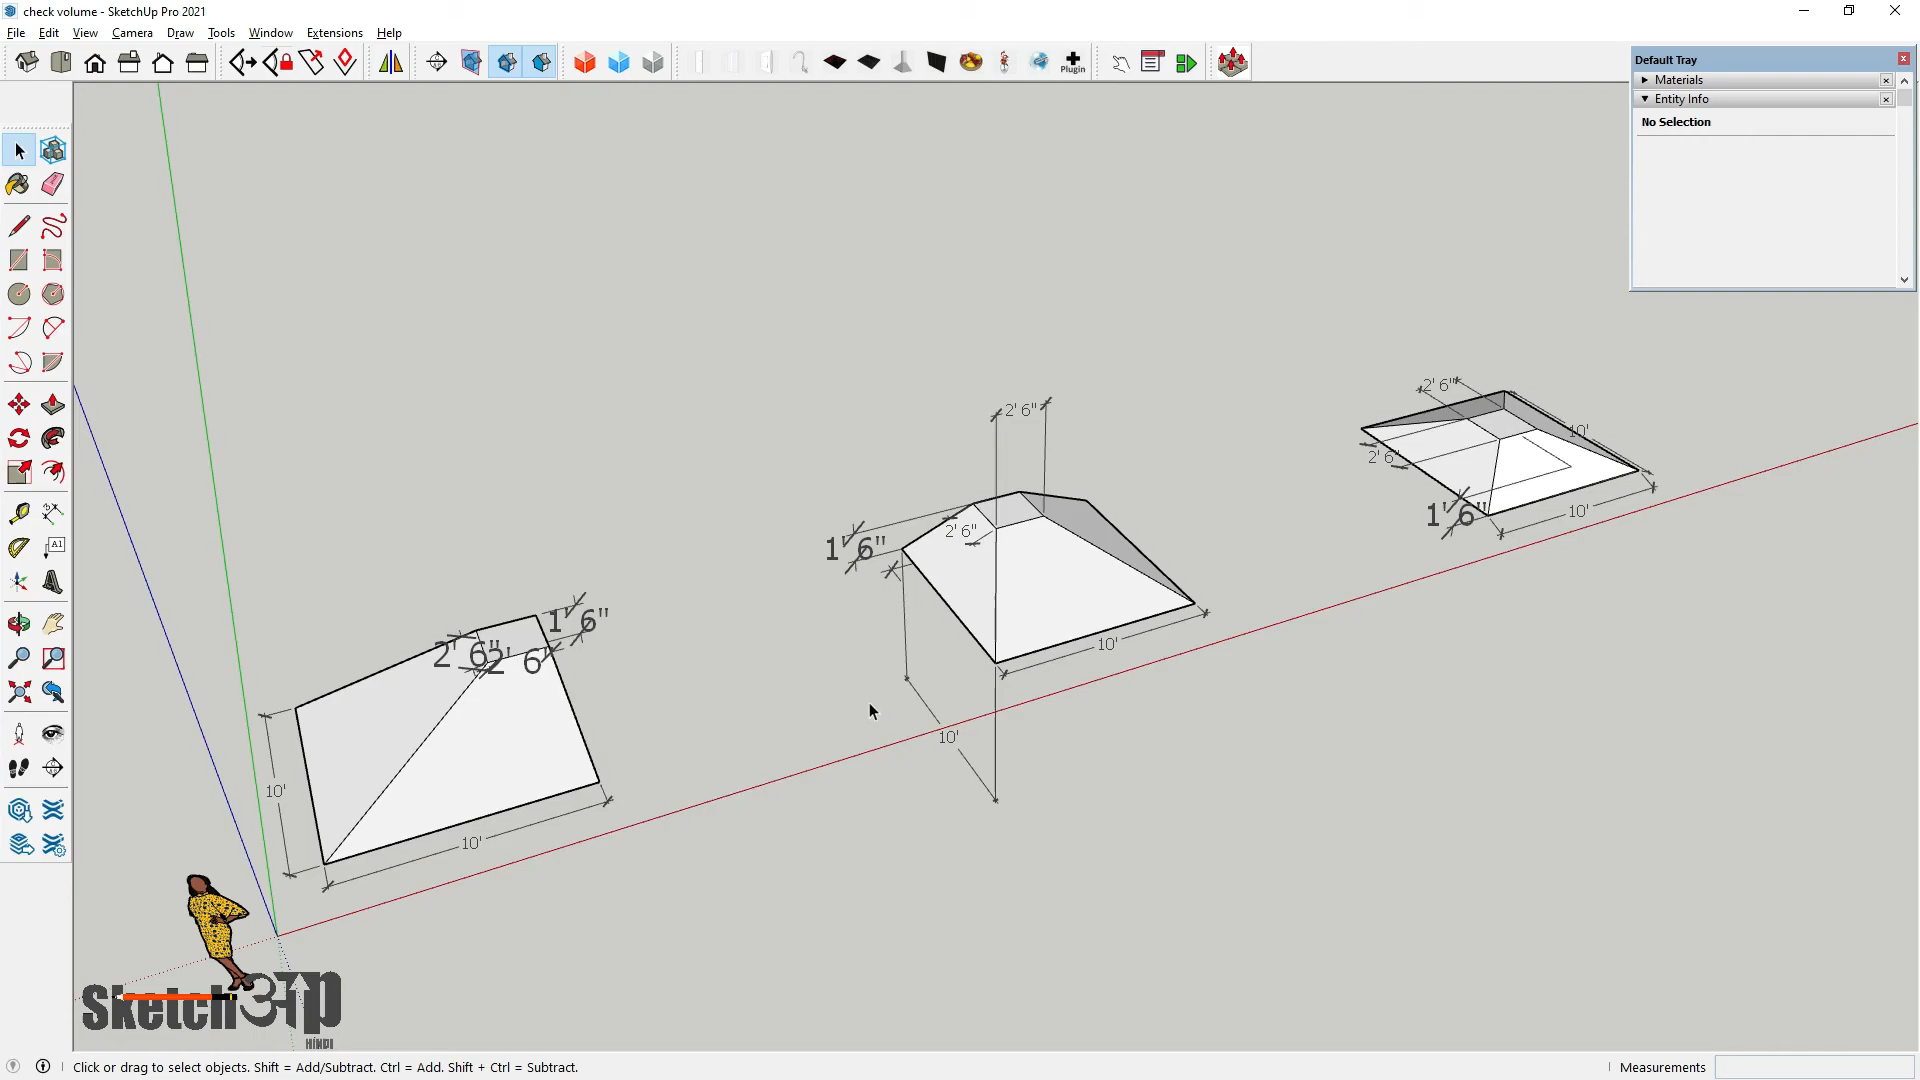 check volume - SketchUp Pro 2021
File Edit View Camera Draw Tools Window Extensions Help
Plugin
Default Tray
Materials
Entity Info
No Selection
A1
2' 6"
10'
2' 6"
1' 6"
10'
2' 6"
2' 6"
1' 6"
10'
10'
1' 6"
2' 6"
2' 6"
10'
10'
Sketchअप
HINDI
Click or drag to select objects. Shift = Add/Subtract. Ctrl = Add. Shift + Ctrl = Subtract.
Measurements